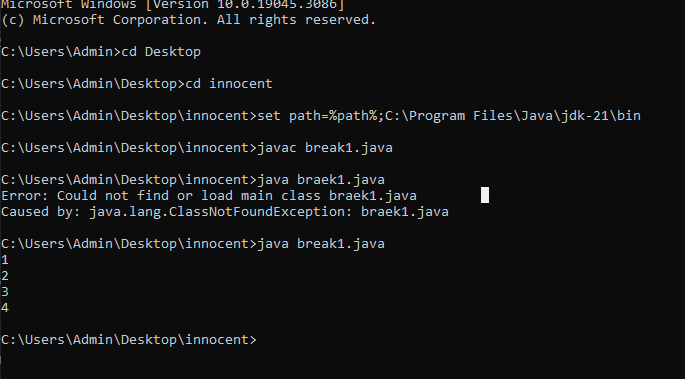 Microsoft Windows [Version 10.0.19045.3086]
(c) Microsoft Corporation. All rights reserved.
C:\Users\Admin>cd Desktop
C:\Users\Admin\Desktop>cd innocent
C:\Users\Admin\Desktop\innocent>set path=%path%;C:\Program Files\Java\jdk-21\bin
C:\Users\Admin\Desktop\innocent>javac break1.java
C:\Users\Admin\Desktop\innocent>java braek1.java
Error: Could not find or load main class braek1.java
Caused by: java.lang.ClassNotFoundException: braek1.java
C:\Users\Admin\Desktop\innocent>java break1.java
1
2
3
4
C:\Users\Admin\Desktop\innocent>